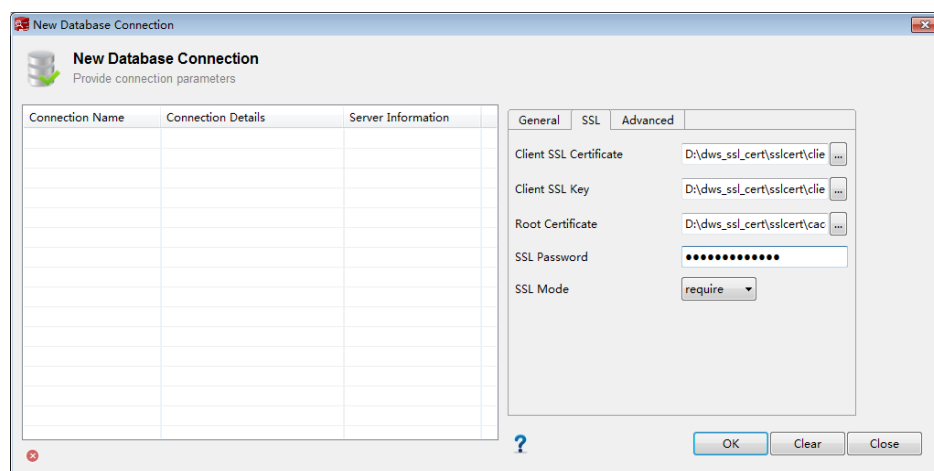 New Database Connection
New Database Connection
Provide connection parameters
Connection Name Connection Details Server Information
General SSL Advanced
Client SSL Certificate D:\dws_ssl_cert\sslcert\clie ...
Client SSL Key D:\dws_ssl_cert\sslcert\clie ...
Root Certificate D:\dws_ssl_cert\sslcert\cac ...
SSL Password ●●●●●●●●●●●●●
SSL Mode require
? OK Clear Close